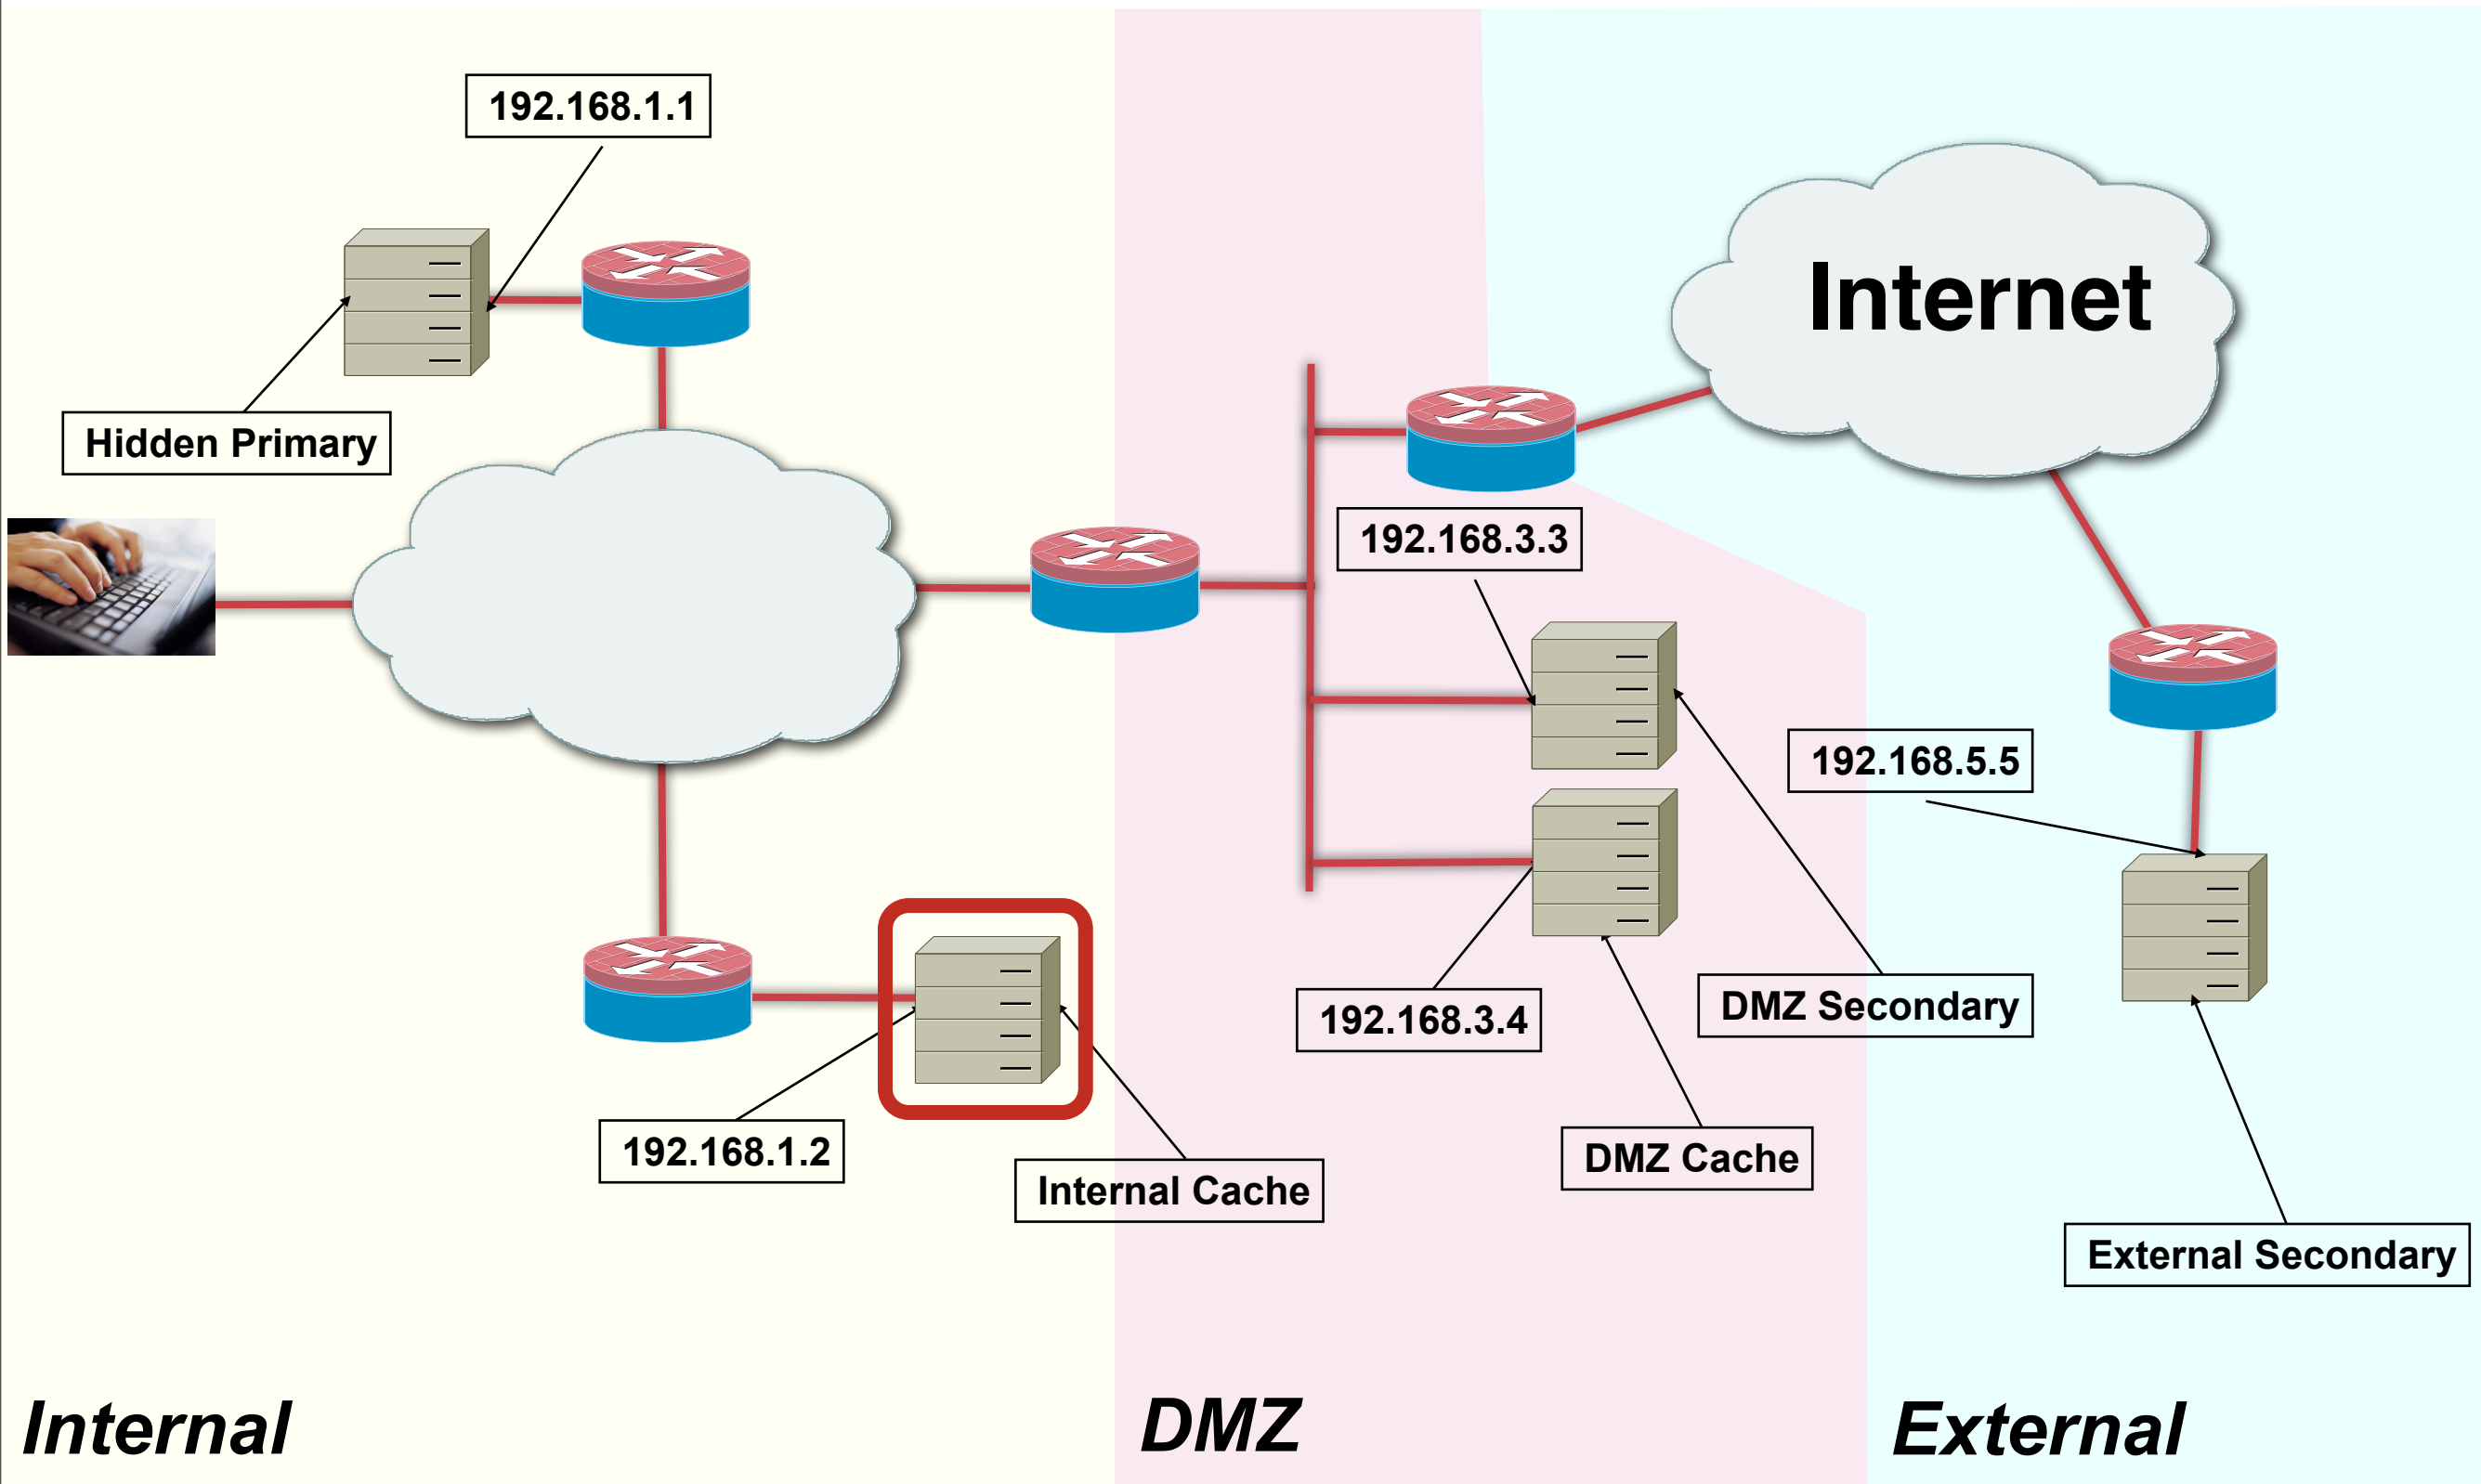 192.168.1.1
Hidden Primary
Internet
192.168.3.3
192.168.5.5
192.168.3.4
DMZ Secondary
192.168.1.2
Internal Cache
DMZ Cache
External Secondary
Internal
DMZ
External